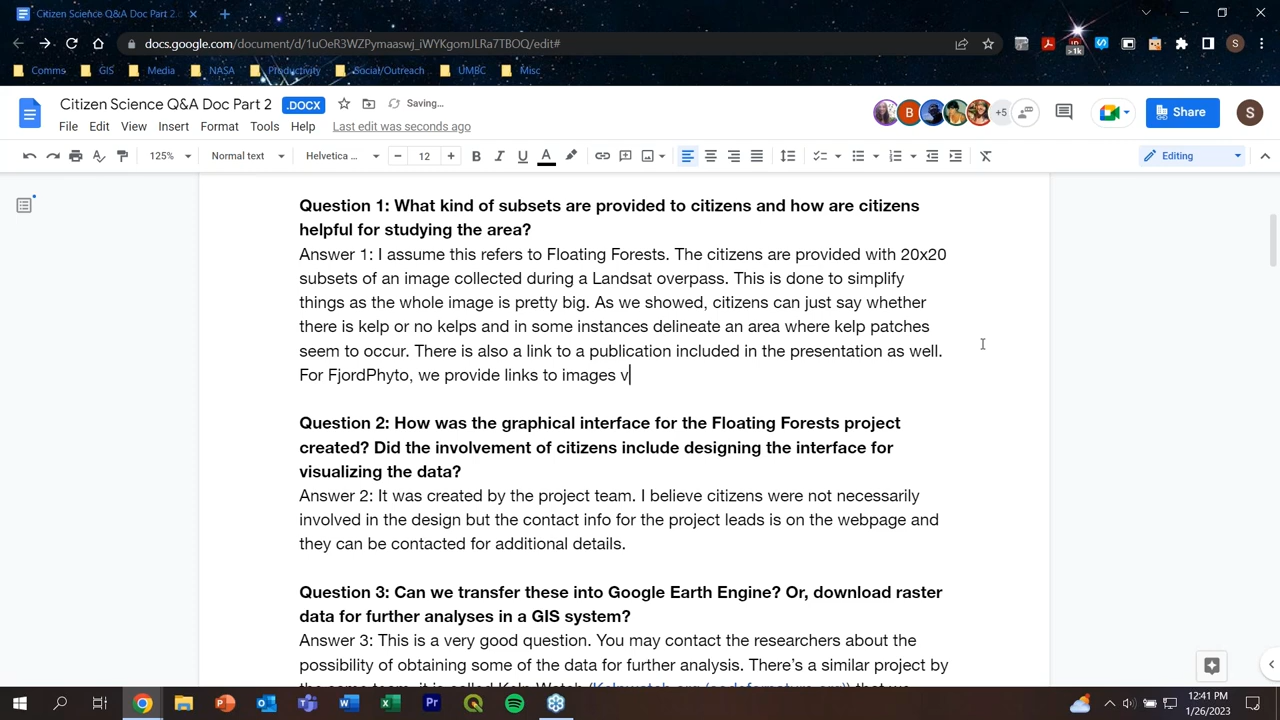 Citizen Science Q&A Doc Part 2
docs.google.com/document/d/1uOeR3WZPymaaswj_iWYKgomJLRa7TBOQ/edit#
>1k
S
Comms
GIS
Media
NASA
Productivity
Social/Outreach
UMBC
Misc
Citizen Science Q&A Doc Part 2
.DOCX
Saving...
File Edit View Insert Format Tools Help
Last edit was seconds ago
B
+5
Share
S
125%
Normal text
Helvetica ...
12
B I U A
Editing
Question 1: What kind of subsets are provided to citizens and how are citizens
helpful for studying the area?
Answer 1: I assume this refers to Floating Forests. The citizens are provided with 20x20
subsets of an image collected during a Landsat overpass. This is done to simplify
things as the whole image is pretty big. As we showed, citizens can just say whether
there is kelp or no kelps and in some instances delineate an area where kelp patches
seem to occur. There is also a link to a publication included in the presentation as well.
For FjordPhyto, we provide links to images v
Question 2: How was the graphical interface for the Floating Forests project
created? Did the involvement of citizens include designing the interface for
visualizing the data?
Answer 2: It was created by the project team. I believe citizens were not necessarily
involved in the design but the contact info for the project leads is on the webpage and
they can be contacted for additional details.
Question 3: Can we transfer these into Google Earth Engine? Or, download raster
data for further analyses in a GIS system?
Answer 3: This is a very good question. You may contact the researchers about the
possibility of obtaining some of the data for further analysis. There's a similar project by
12:41 PM
1/26/2023